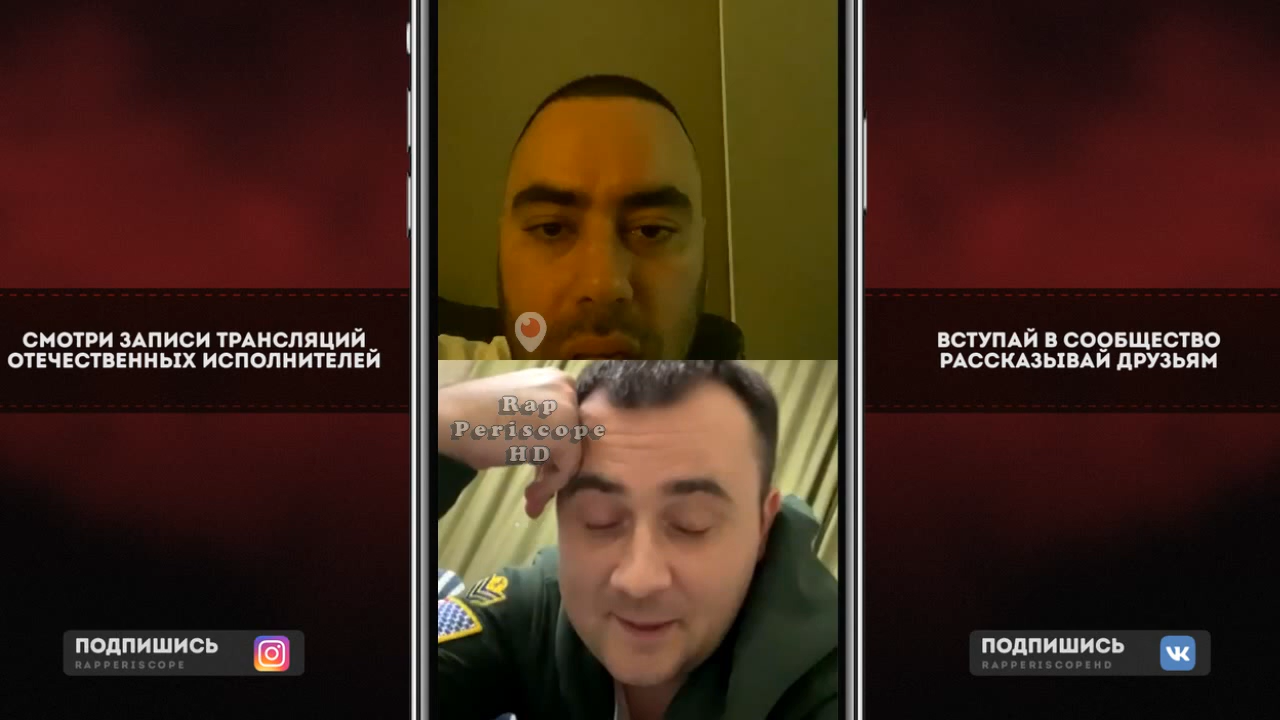 СМОТРИ ЗАПИСИ ТРАНСЛЯЦИЙ
ОТЕЧЕСТВЕННЫХ ИСПОЛНИТЕЛЕЙ
Rap
Periscope
HD
ВСТУПАЙ В СООБЩЕСТВО
РАССКАЗЫВАЙ ДРУЗЬЯМ
ПОДПИШИСЬ
RAPPERISCOPE
ПОДПИШИСЬ
RAPPERISCOPEHD